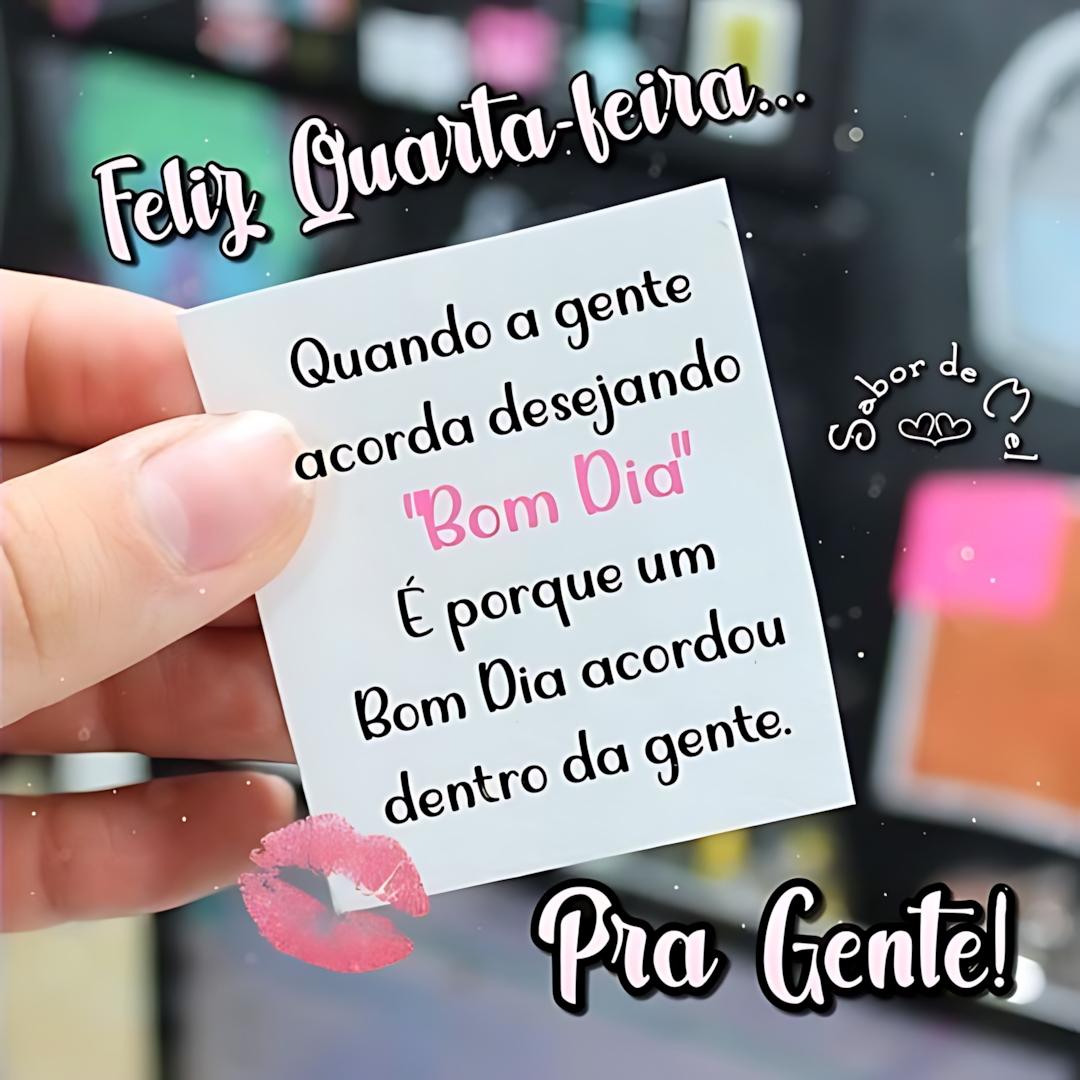 Feliz Quarta-feira...
Quando a gente
acorda desejando
"Bom Dia"
É porque um
Bom Dia acordou
dentro da gente.
Sabor de Mel
Pra Gente!